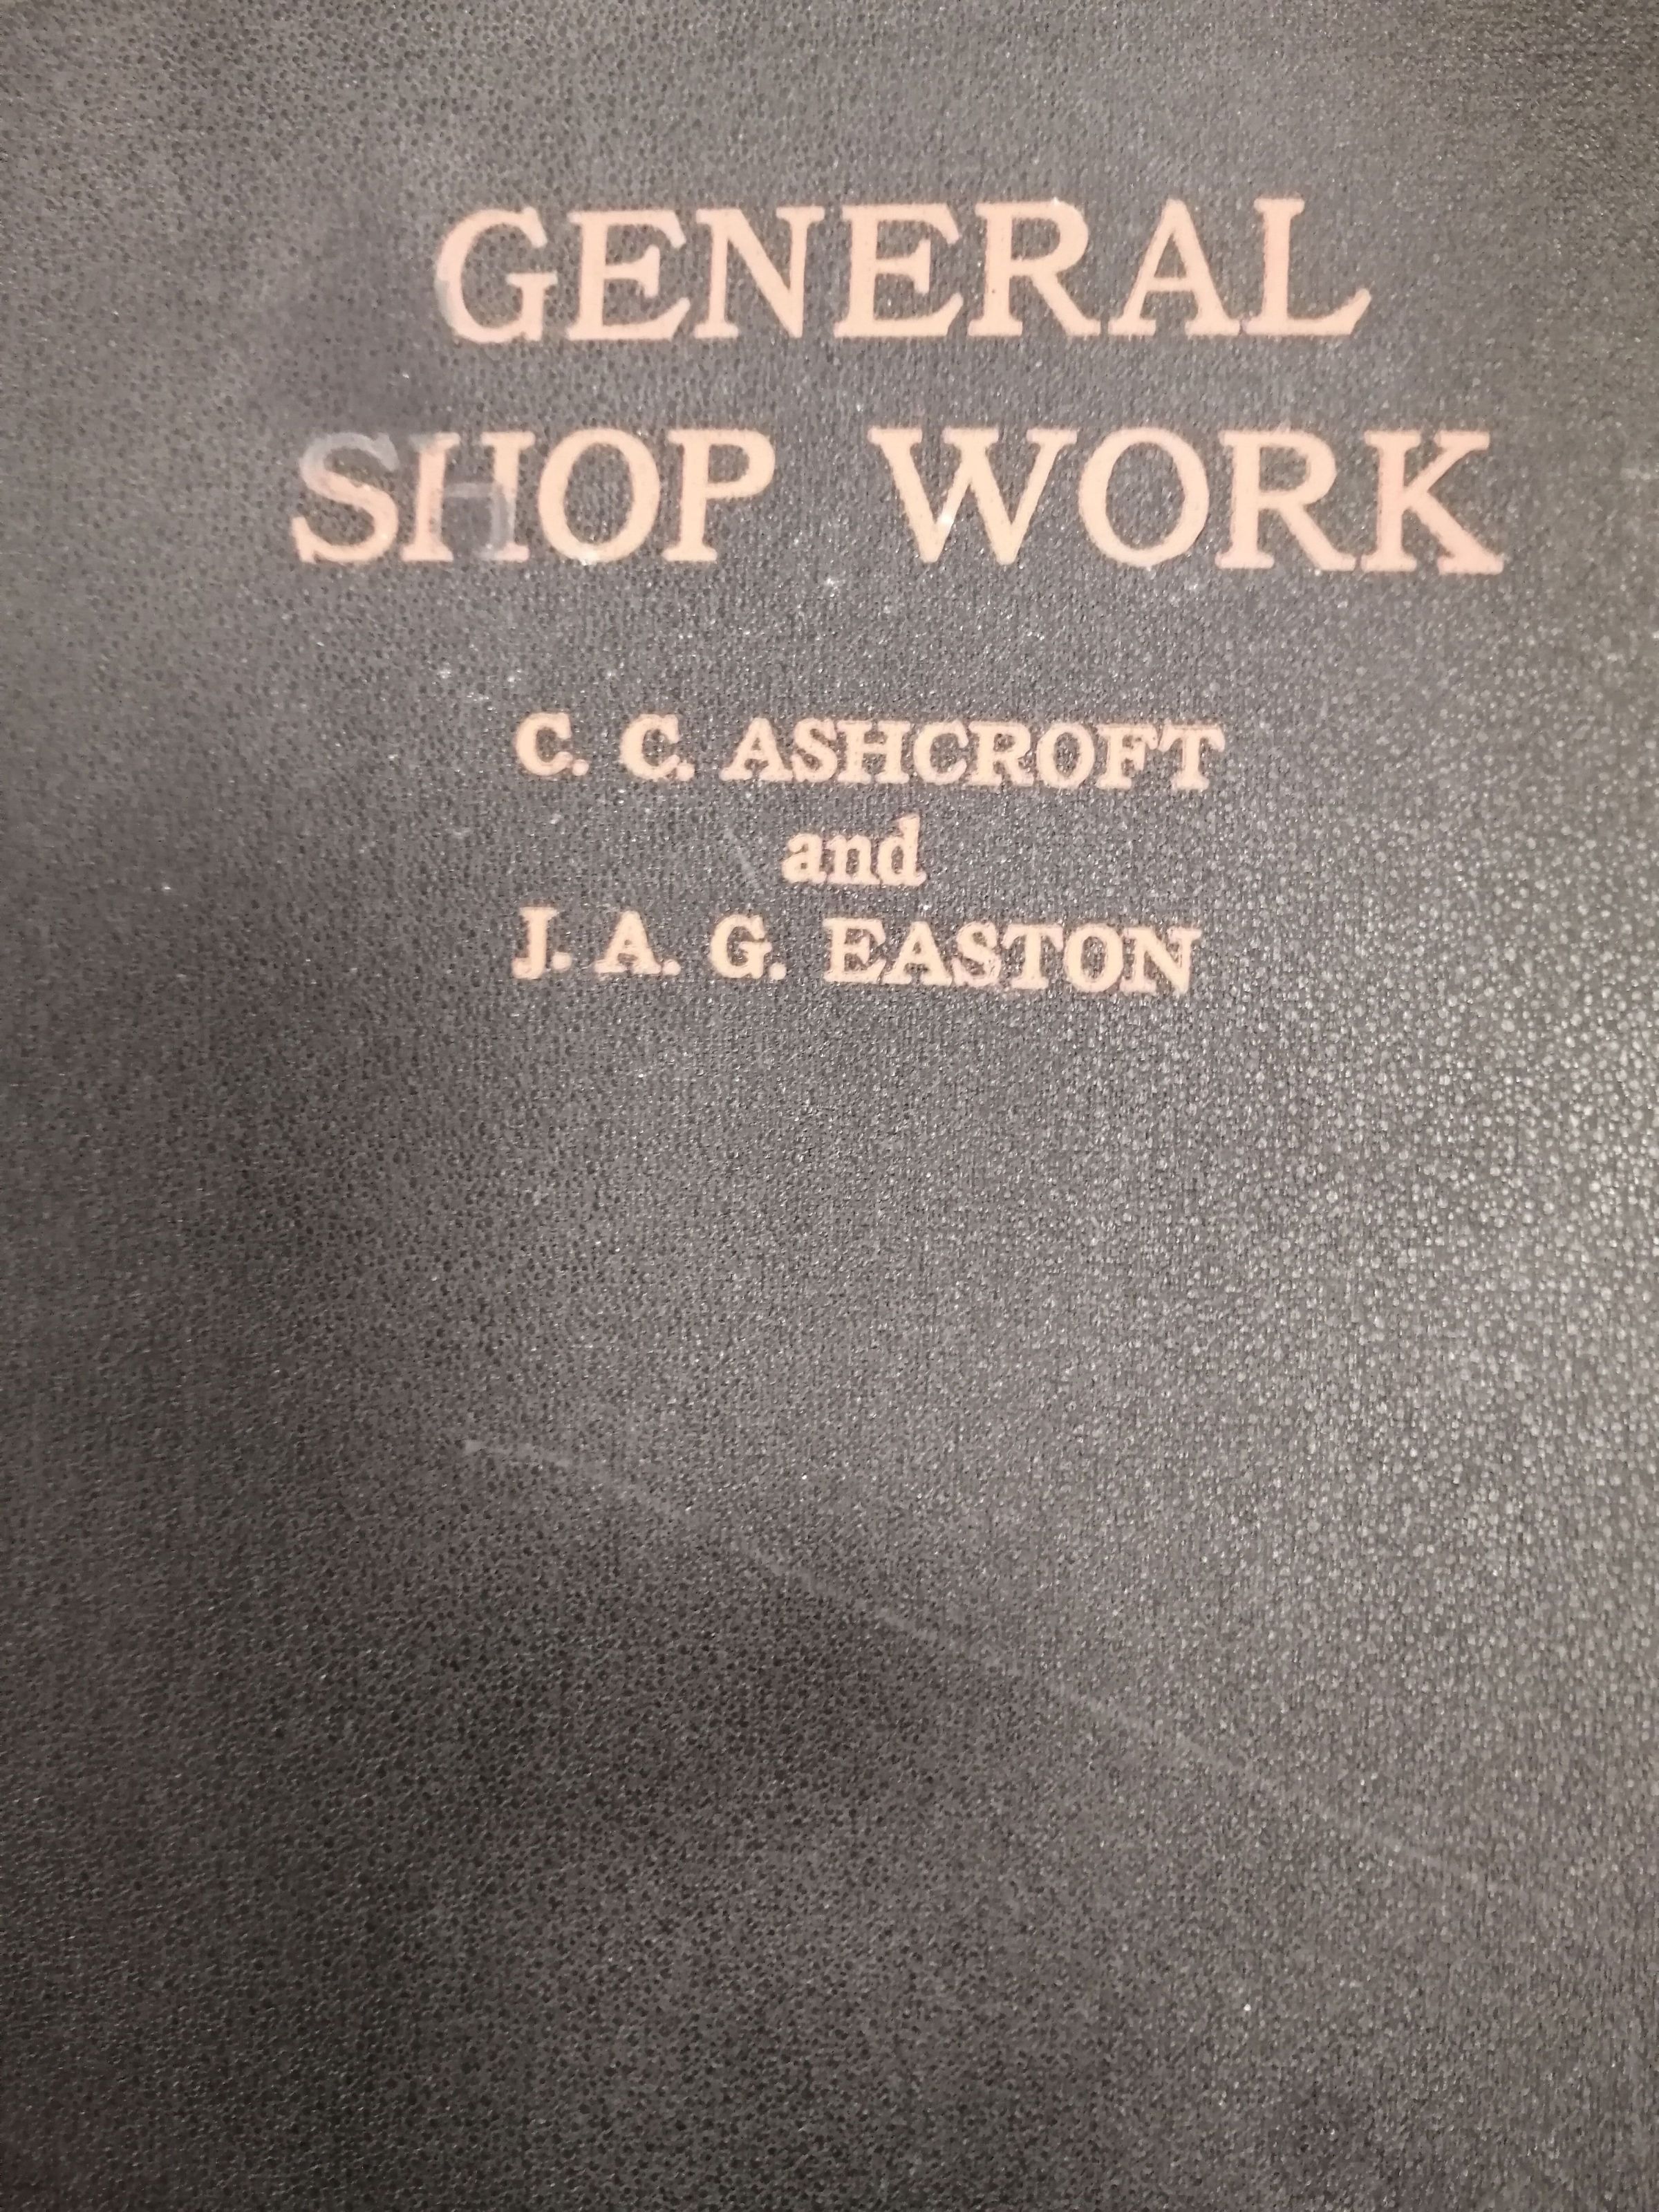 GENERAL
SHOP WORK
C. C. ASHCROFT
and
J. A. G. EASTON